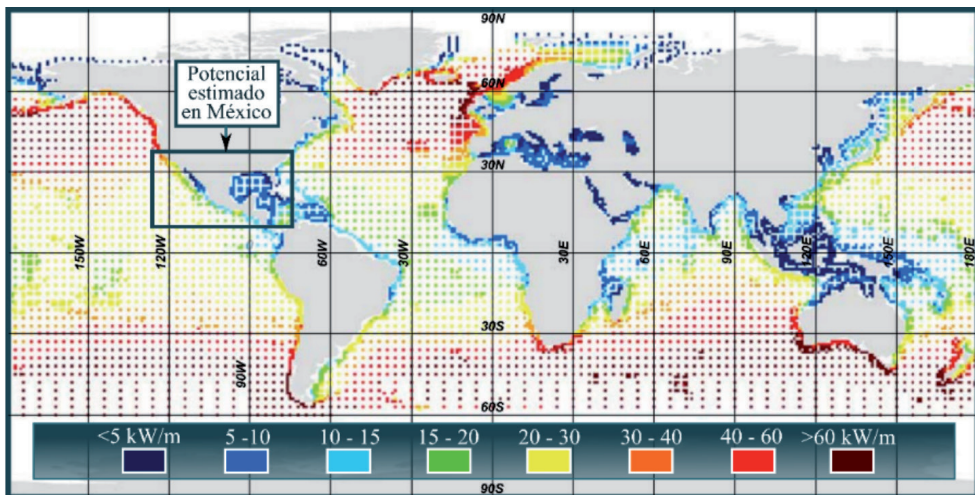 90N
Potencial
estimado
en México
60N
30N
150W
120W
60W
30W
30E
60E
90E
120E
150E
180E
30S
90W
60S
<5 kW/m
5 -10
10 - 15
15 - 20
20 - 30
30 - 40
40 - 60
>60 kW/m
90S